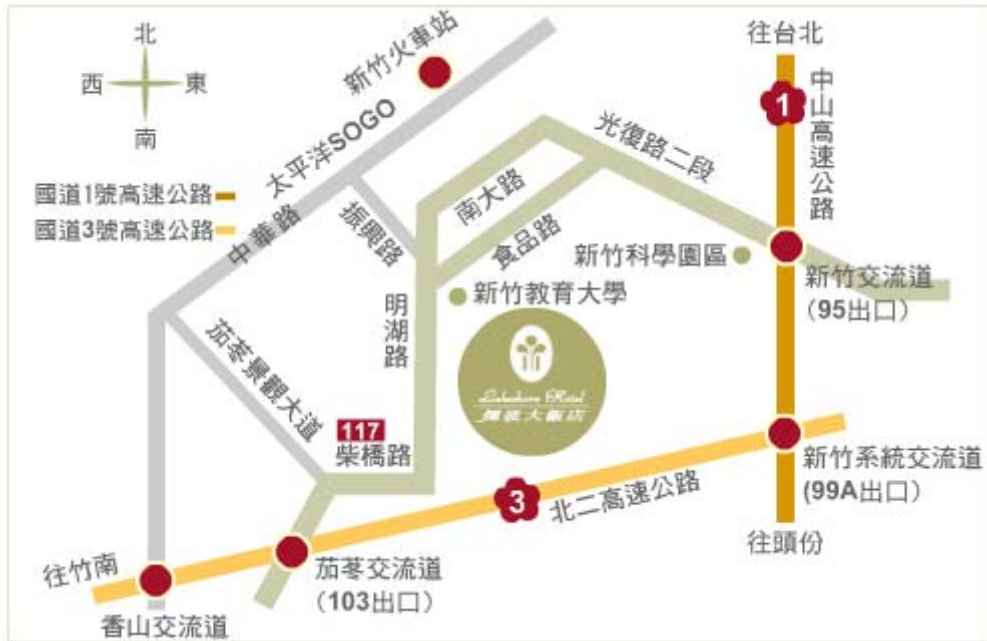 北
西
東
南
國道1號高速公路
國道3號高速公路
新竹火車站
太平洋SOGO
中華路
振興路
南大路
食品路
光復路二段
往台北
1
中山高速公路
新竹科學園區
新竹交流道
(95出口)
新竹教育大學
明湖路
茄苳景觀大道
Lakeshore Hotel
煙波大飯店
117
柴橋路
3
北二高速公路
新竹系統交流道
(99A出口)
往頭份
往竹南
茄苳交流道
(103出口)
香山交流道